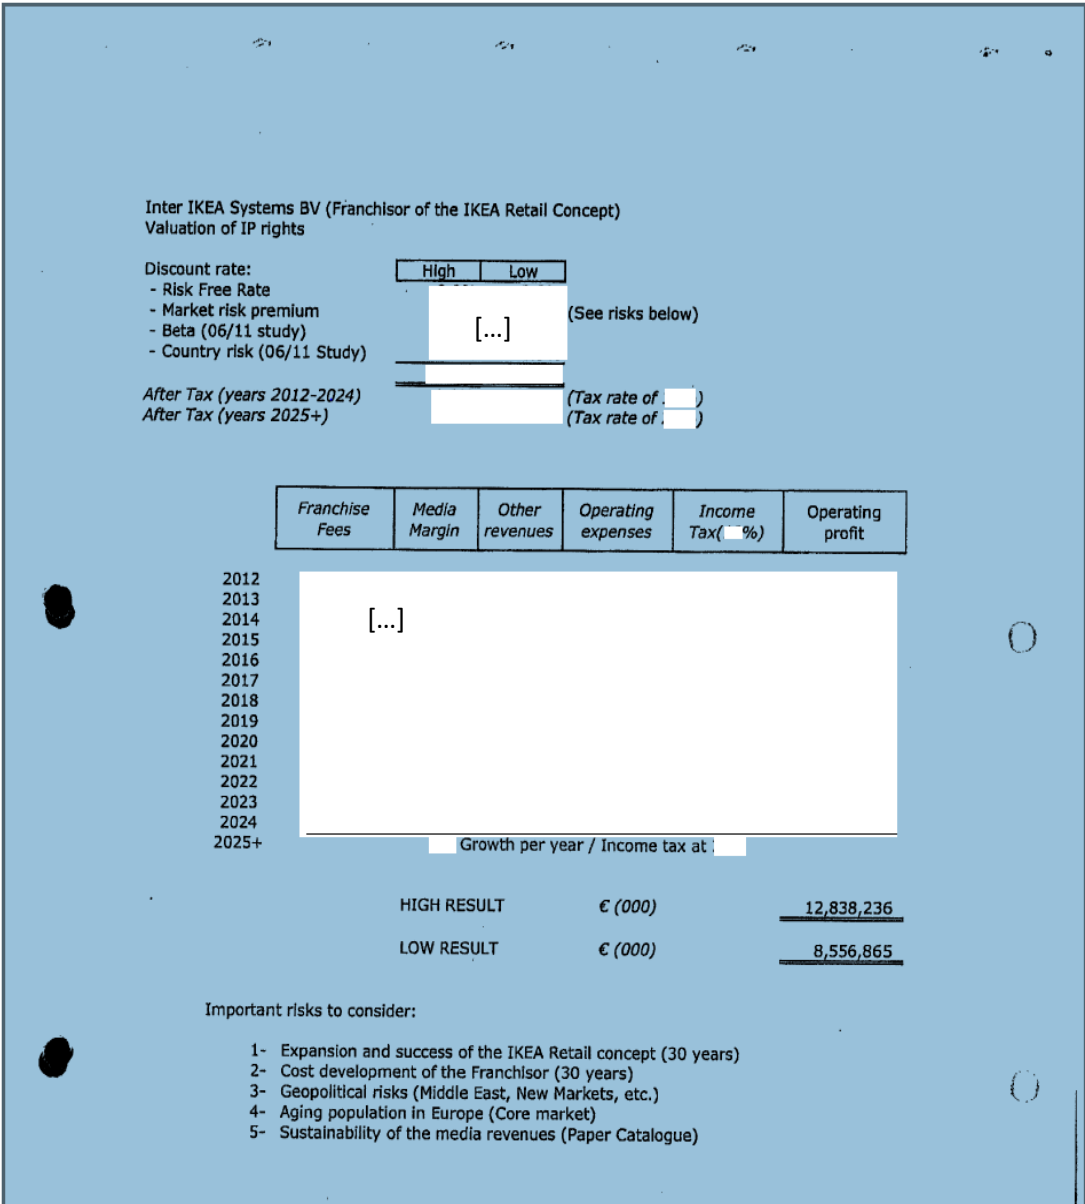 Inter IKEA Systems BV (Franchisor of the IKEA Retail Concept)
Valuation of IP rights
Discount rate: High Low
- Risk Free Rate
- Market risk premium (See risks below)
- Beta (06/11 study) [...]
- Country risk (06/11 Study)
After Tax (years 2012-2024) (Tax rate of )
After Tax (years 2025+) (Tax rate of )
Franchise Fees Media Margin Other revenues Operating expenses Income Tax( %) Operating profit
2012
2013
2014 [...]
2015
2016
2017
2018
2019
2020
2021
2022
2023
2024
2025+ Growth per year / Income tax at
HIGH RESULT € (000) 12,838,236
LOW RESULT € (000) 8,556,865
Important risks to consider:
1- Expansion and success of the IKEA Retail concept (30 years)
2- Cost development of the Franchisor (30 years)
3- Geopolitical risks (Middle East, New Markets, etc.)
4- Aging population in Europe (Core market)
5- Sustainability of the media revenues (Paper Catalogue)